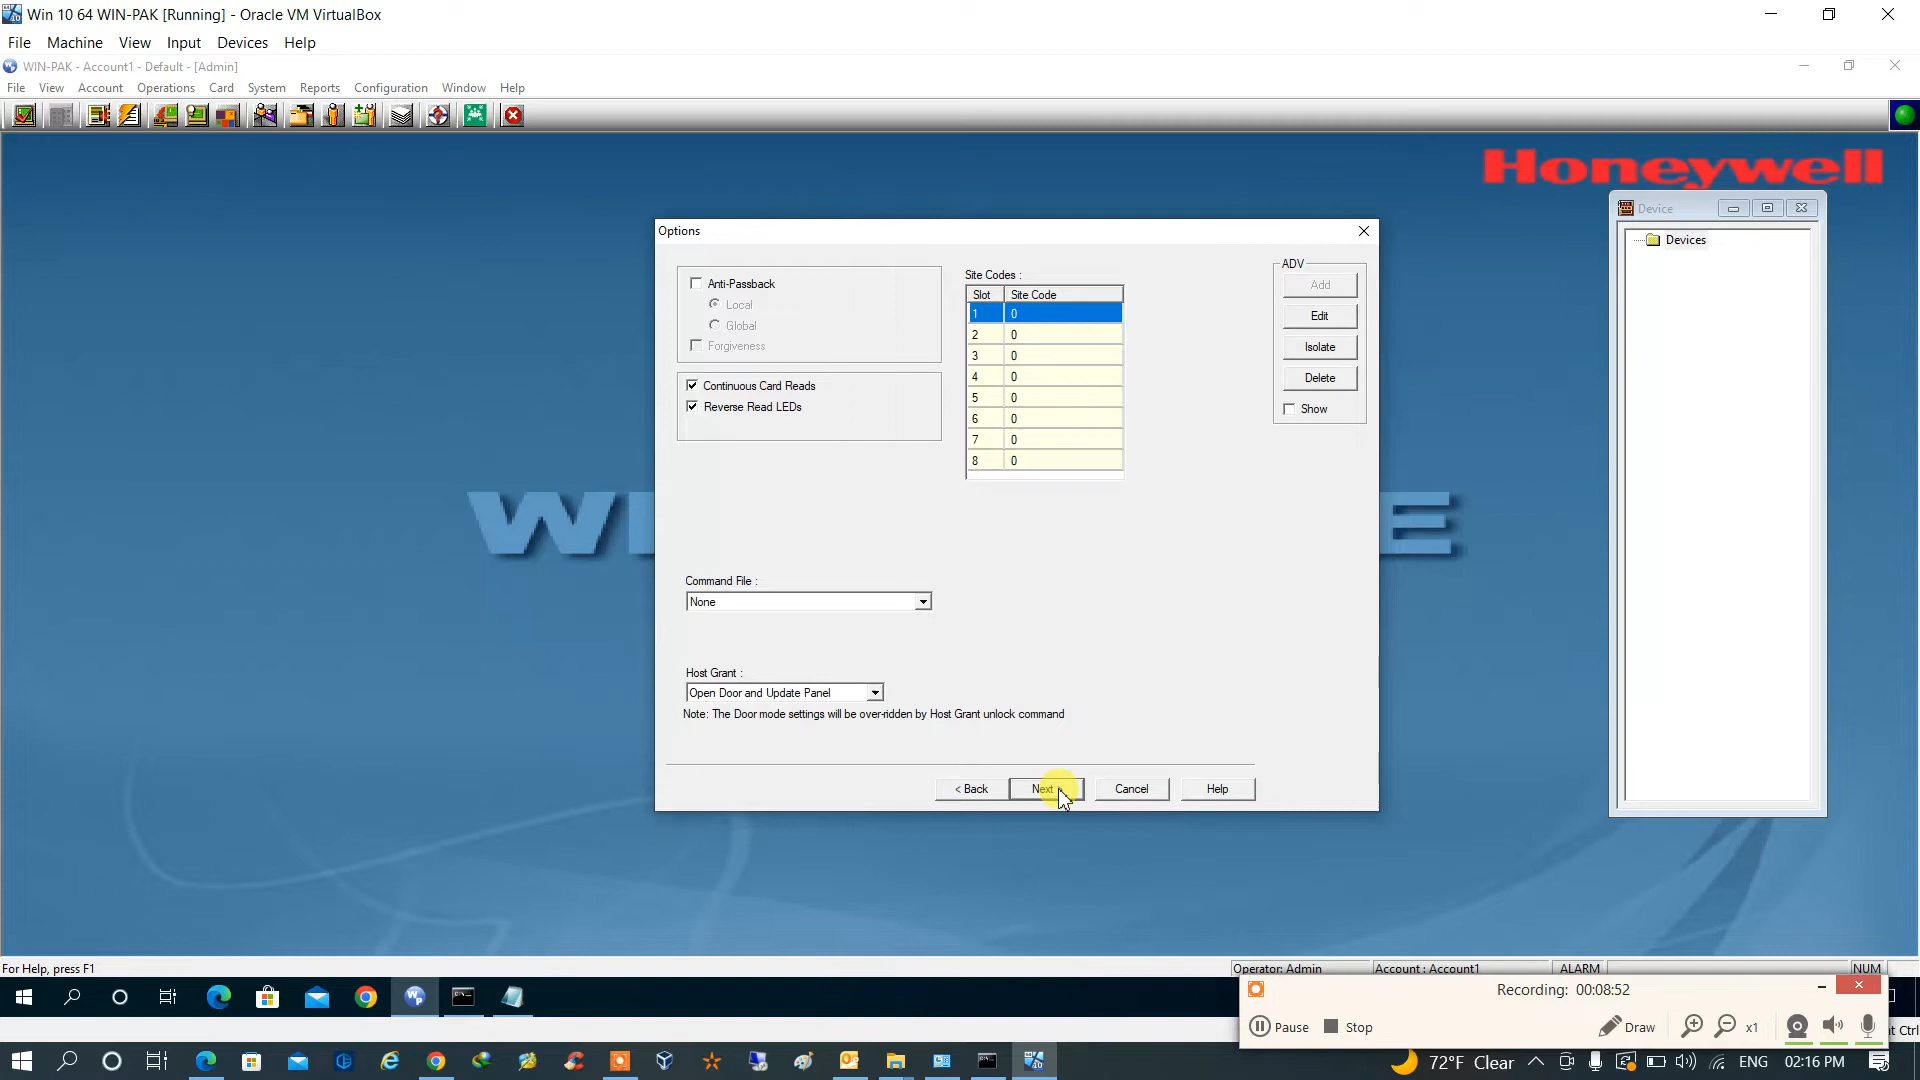 Win 10 64 WIN-PAK [Running] - Oracle VM VirtualBox
File Machine View Input Devices Help
WIN-PAK - Account1 - Default - [Admin]
File View Account Operations Card System Reports Configuration Window Help
Honeywell
Device
Devices
Options
Anti-Passback
Local
Global
Forgiveness
Continuous Card Reads
Reverse Read LEDs
Site Codes :
Slot Site Code
1 0
2 0
3 0
4 0
5 0
6 0
7 0
8 0
ADV
Add
Edit
Isolate
Delete
Show
Command File :
None
Host Grant :
Open Door and Update Panel
Note: The Door mode settings will be over-ridden by Host Grant unlock command
< Back Next Cancel Help
For Help, press F1
Operator: Admin Account : Account1 ALARM NUM
Recording: 00:08:52
Pause Stop Draw x1
72°F Clear ENG 02:16 PM